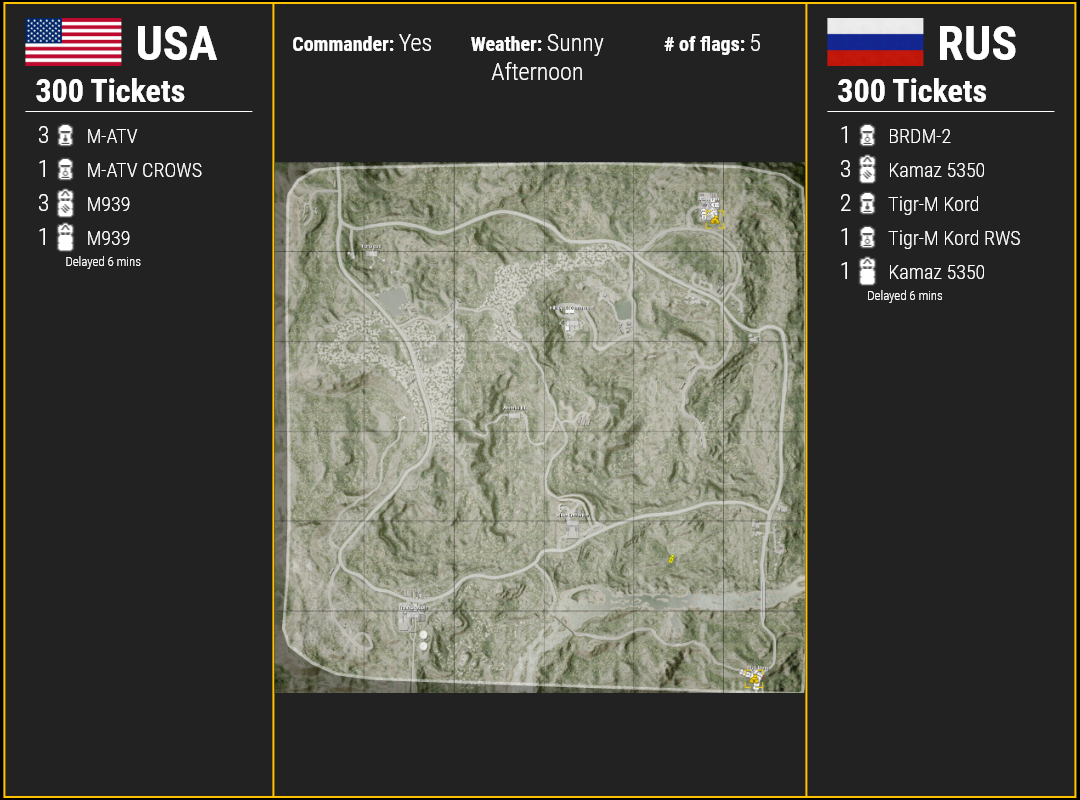 USA
300 Tickets
3 M-ATV
1 M-ATV CROWS
3 M939
1 M939
Delayed 6 mins
Commander: Yes
Weather: Sunny
Afternoon
# of flags: 5
RUS
300 Tickets
1 BRDM-2
3 Kamaz 5350
2 Tigr-M Kord
1 Tigr-M Kord RWS
1 Kamaz 5350
Delayed 6 mins